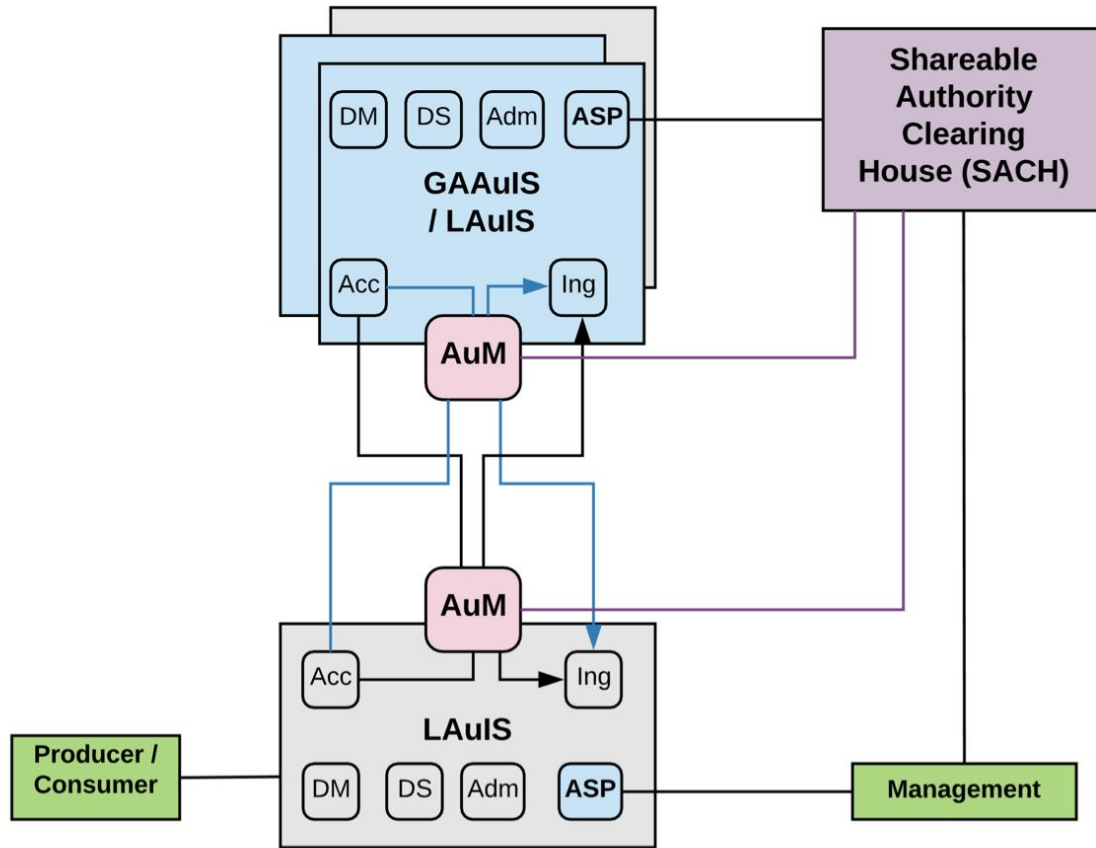 DM
DS
Adm
ASP
Shareable
Authority
Clearing
House (SACH)
GAAuIS
/ LAuIS
Acc
Ing
AuM
AuM
Acc
Ing
LAuIS
Producer /
Consumer
DM
DS
Adm
ASP
Management